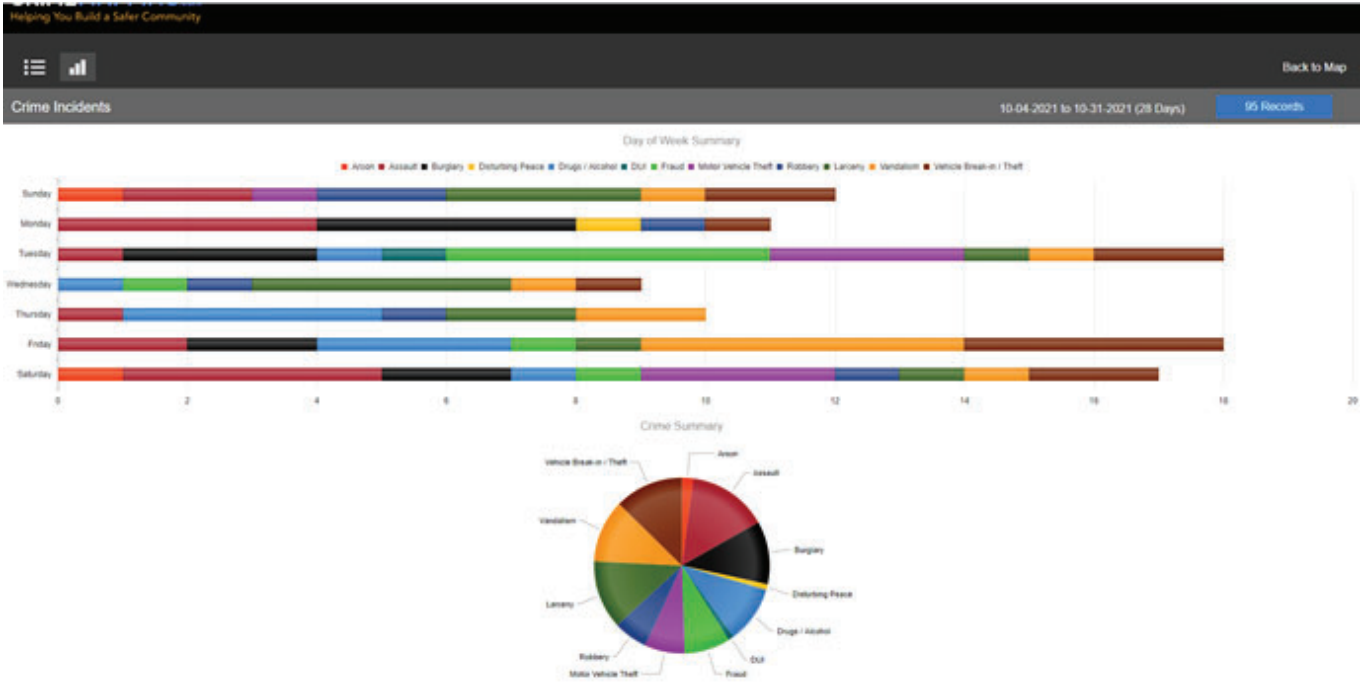 Helping You Build a Safer Community
Back to Map
Crime Incidents
10-04-2021 to 10-31-2021 (28 Days)
95 Records
Day of Week Summary
Arson Assault Burglary Disturbing Peace Drugs / Alcohol DUI Fraud Motor Vehicle Theft Robbery Larceny Vandalism Vehicle Break-in / Theft
Sunday
Monday
Tuesday
Wednesday
Thursday
Friday
Saturday
0 2 4 6 8 10 12 14 16 18 20
Crime Summary
Vehicle Break-in / Theft
Arson
Assault
Vandalism
Burglary
Disturbing Peace
Larceny
Drugs / Alcohol
Robbery
DUI
Motor Vehicle Theft
Fraud